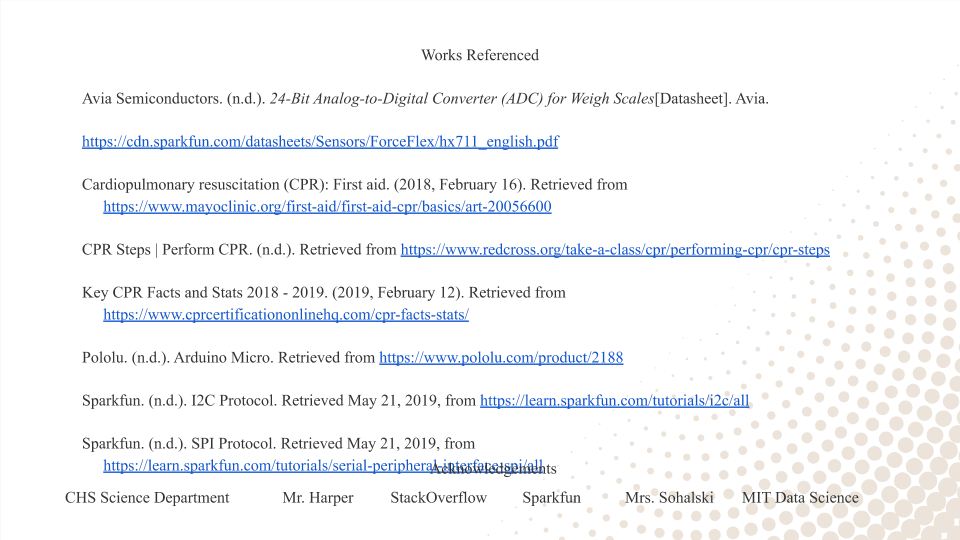 Works Referenced
Avia Semiconductors. (n.d.). 24-Bit Analog-to-Digital Converter (ADC) for Weigh Scales[Datasheet]. Avia.
https://cdn.sparkfun.com/datasheets/Sensors/ForceFlex/hx711_english.pdf
Cardiopulmonary resuscitation (CPR): First aid. (2018, February 16). Retrieved from
https://www.mayoclinic.org/first-aid/first-aid-cpr/basics/art-20056600
CPR Steps | Perform CPR. (n.d.). Retrieved from https://www.redcross.org/take-a-class/cpr/performing-cpr/cpr-steps
Key CPR Facts and Stats 2018 - 2019. (2019, February 12). Retrieved from
https://www.cprcertificationonlinehq.com/cpr-facts-stats/
Pololu. (n.d.). Arduino Micro. Retrieved from https://www.pololu.com/product/2188
Sparkfun. (n.d.). I2C Protocol. Retrieved May 21, 2019, from https://learn.sparkfun.com/tutorials/i2c/all
Sparkfun. (n.d.). SPI Protocol. Retrieved May 21, 2019, from
https://learn.sparkfun.com/tutorials/serial-peripheral-interface-spi/all
Acknowledgements
CHS Science Department Mr. Harper StackOverflow Sparkfun Mrs. Sohalski MIT Data Science